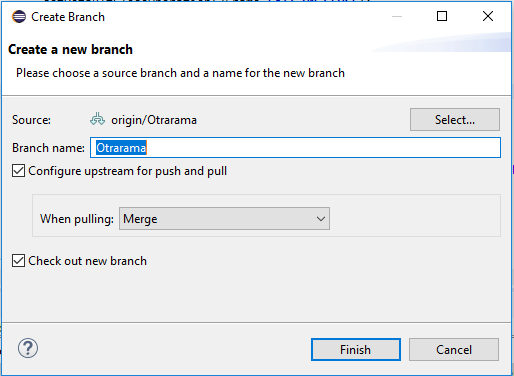 Create Branch
Create a new branch
Please choose a source branch and a name for the new branch
Source: origin/Otrarama Select...
Branch name: Otrarama
Configure upstream for push and pull
When pulling: Merge
Check out new branch
Finish Cancel